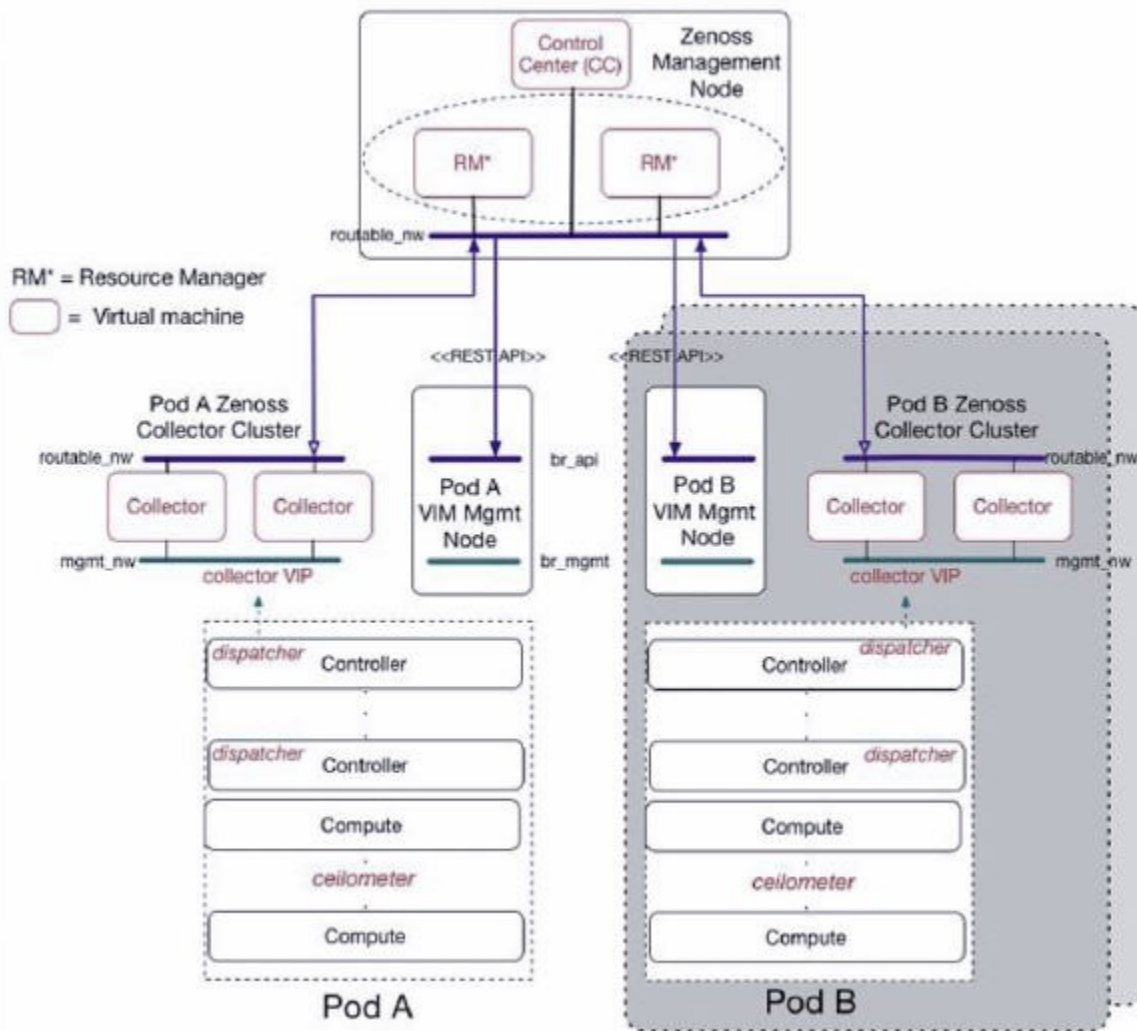 Control
Center (CC)
Zenoss
Management
Node
RM*
RM*
routable_nw
RM* = Resource Manager
= Virtual machine
<<REST API>>
<<REST API>>
Pod A Zenoss
Collector Cluster
Pod B Zenoss
Collector Cluster
routable_nw
br_api
routable_nw
Collector
Collector
Pod A
VIM Mgmt
Node
Pod B
VIM Mgmt
Node
Collector
Collector
mgmt_nw
br_mgmt
mgmt_nw
collector VIP
collector VIP
dispatcher
Controller
dispatcher
Controller
dispatcher
Controller
dispatcher
Controller
Compute
Compute
ceilometer
ceilometer
Compute
Compute
Pod A
Pod B